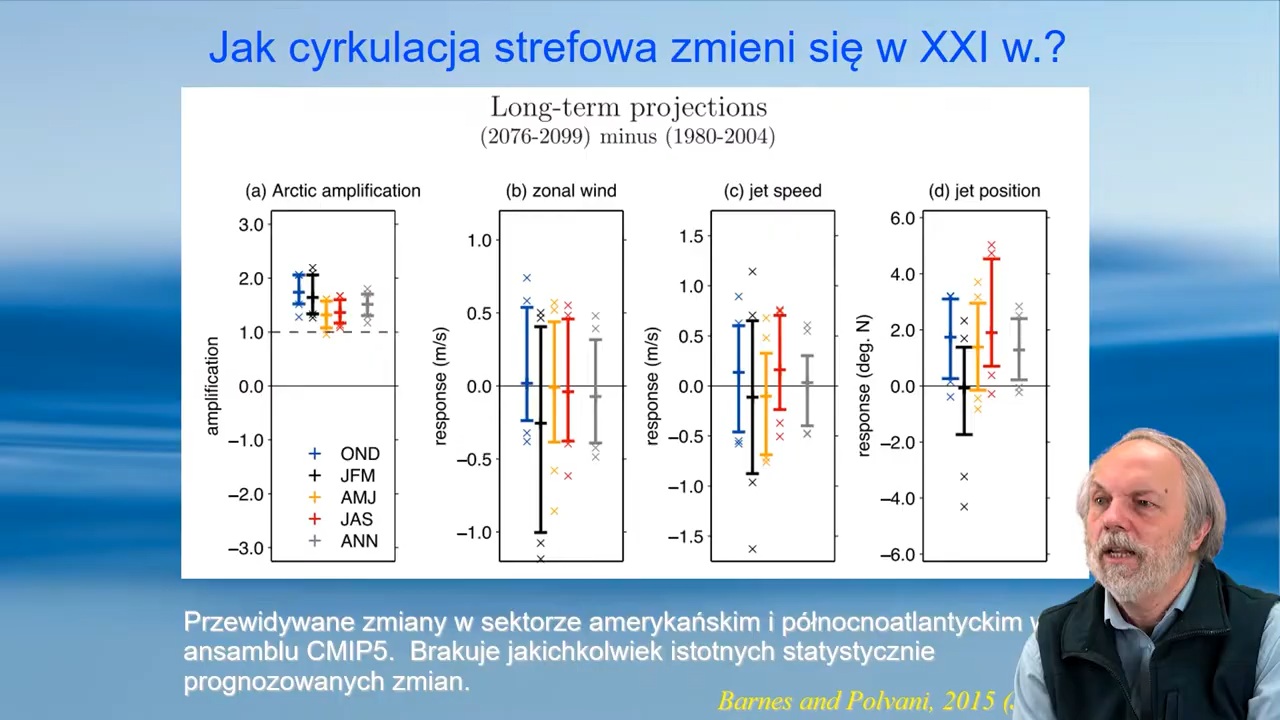 Jak cyrkulacja strefowa zmieni się w XXI w.?
Long-term projections
(2076-2099) minus (1980-2004)
(a) Arctic amplification
(b) zonal wind
(c) jet speed
(d) jet position
amplification
3.0
2.0
1.0
0.0
−1.0
−2.0
−3.0
OND
JFM
AMJ
JAS
ANN
response (m/s)
1.0
0.5
0.0
−0.5
−1.0
response (m/s)
1.5
1.0
0.5
0.0
−0.5
−1.0
−1.5
response (deg. N)
6.0
4.0
2.0
0.0
−2.0
−4.0
−6.0
Przewidywane zmiany w sektorze amerykańskim i północnoatlantyckim
ansamblu CMIP5. Brakuje jakichkolwiek istotnych statystycznie
prognozowanych zmian.
Barnes and Polvani, 2015